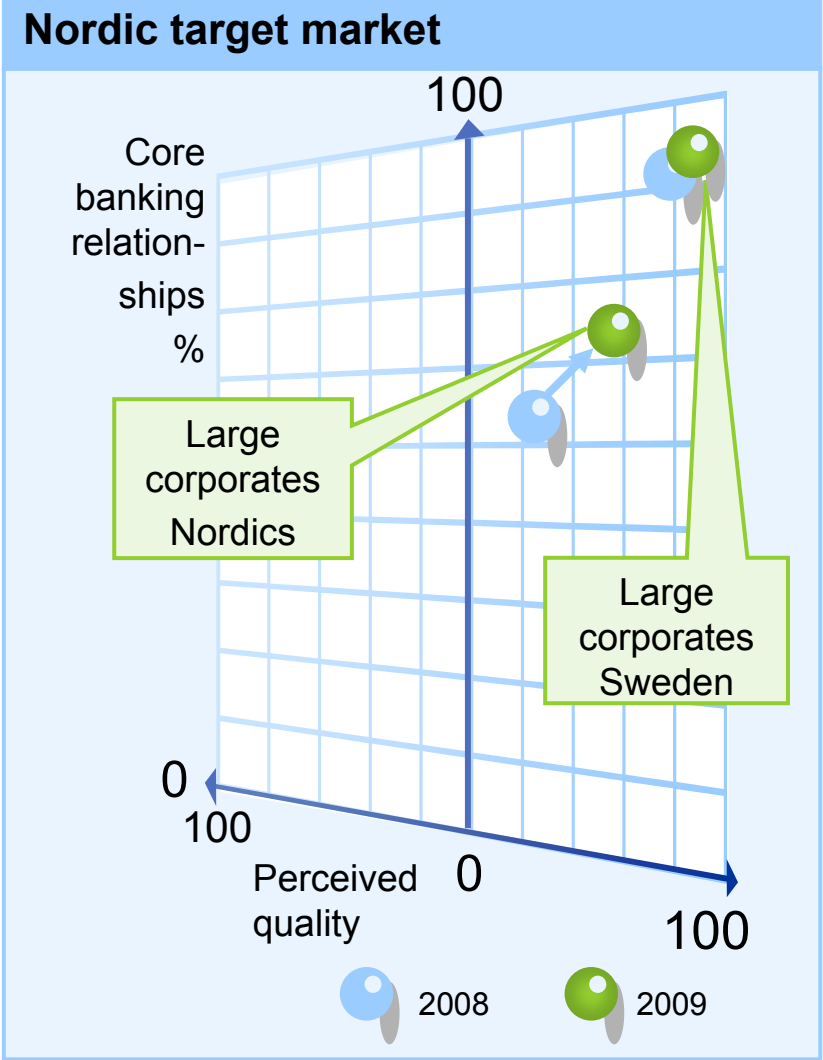 Nordic target market
100
Core
banking
relation-
ships
%
Large
corporates
Nordics
Large
corporates
Sweden
0
100
Perceived
quality
0
100
2008
2009